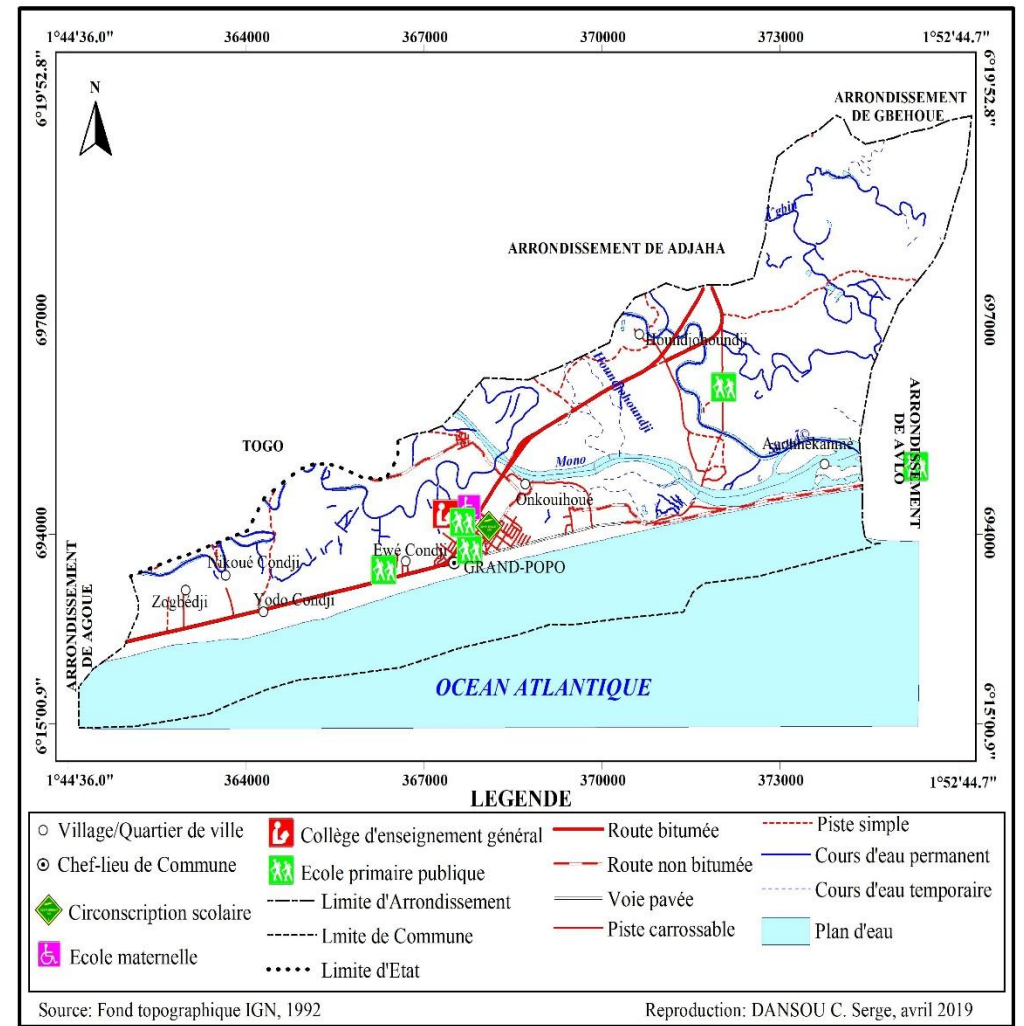 1°44'36.0"
364000
367000
370000
373000
1°52'44.7"
6°19'52.8"
6°19'52.8"
N
ARRONDISSEMENT
DE GBEHOUE
ARRONDISSEMENT DE ADJAHA
697000
697000
Houndjohoundji
Houndjohoundji
ARRONDISSEMENT
DE AVLO
TOGO
Mono
Onkouihoué
694000
694000
Ewé Condji
GRAND-POPO
Nikoué Condji
Zogbédji
Yodo Condji
ARRONDISSEMENT
DE AGOUE
OCEAN ATLANTIQUE
6°15'00.9"
6°15'00.9"
1°44'36.0"
364000
367000
370000
373000
1°52'44.7"
LEGENDE
Village/Quartier de ville
Chef-lieu de Commune
Circonscription scolaire
Ecole maternelle
Collège d'enseignement général
Ecole primaire publique
Limite d'Arrondissement
Lmite de Commune
Limite d'Etat
Route bitumée
Route non bitumée
Voie pavée
Piste carrossable
Piste simple
Cours d'eau permanent
Cours d'eau temporaire
Plan d'eau
Source: Fond topographique IGN, 1992
Reproduction: DANSOU C. Serge, avril 2019